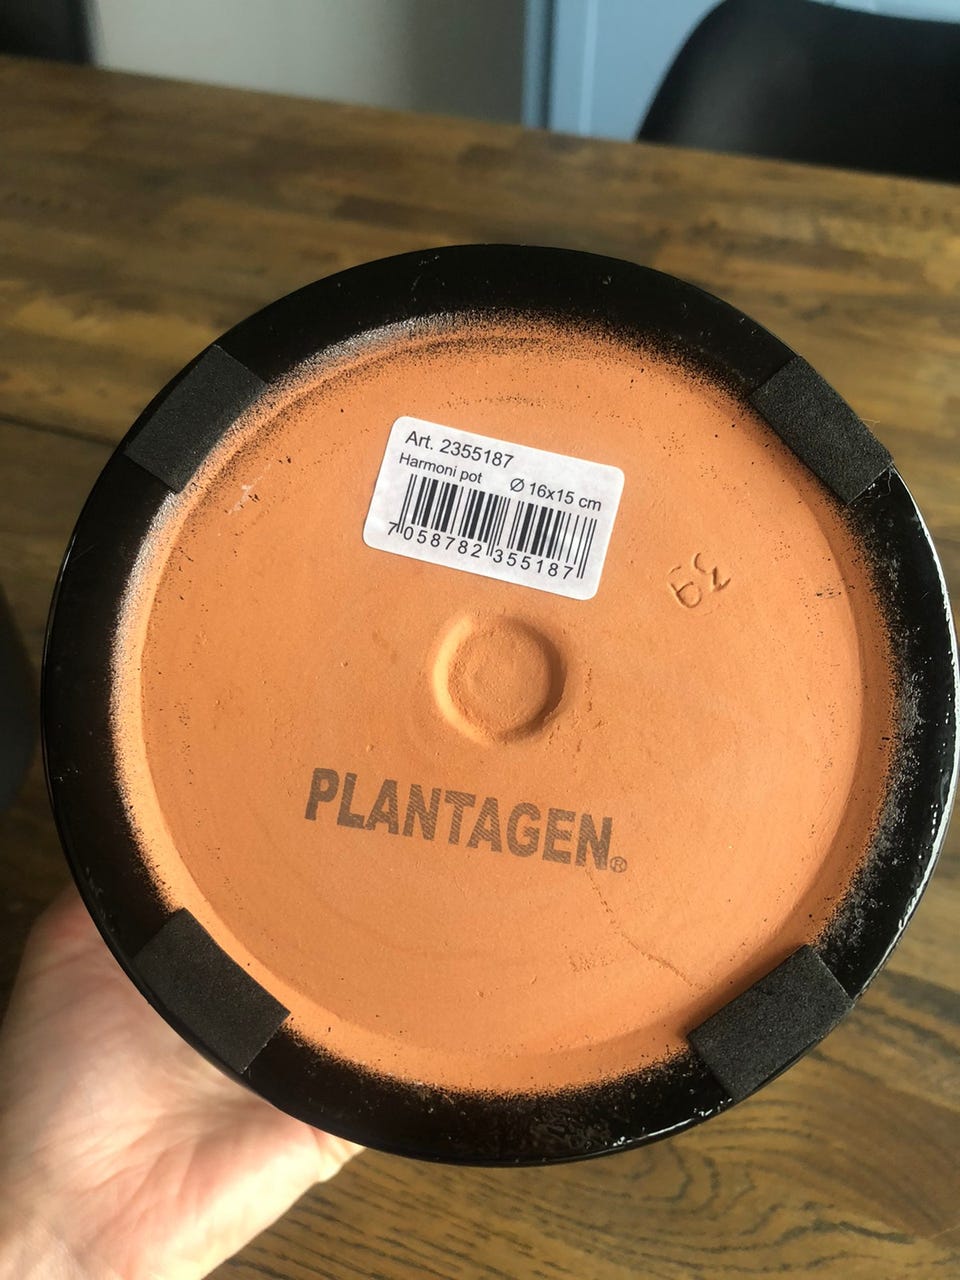 Art. 2355187
Harmoni pot Ø 16x15 cm
7 058782 355187
PLANTAGEN®